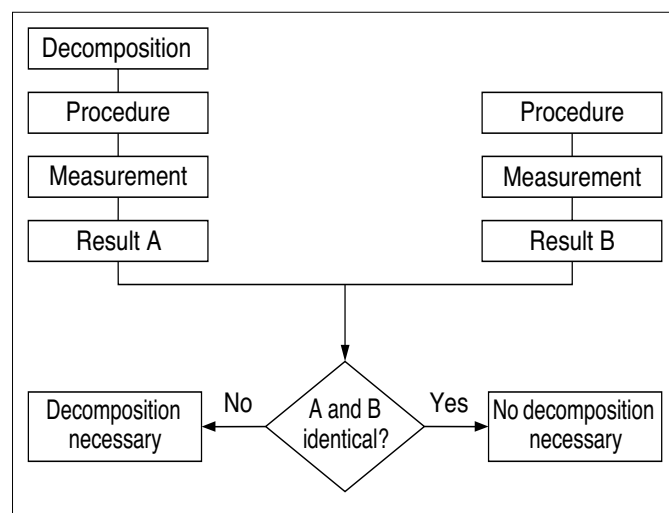 Decomposition
Procedure
Measurement
Result A
Procedure
Measurement
Result B
A and B
identical?
No
Yes
Decomposition
necessary
No decomposition
necessary